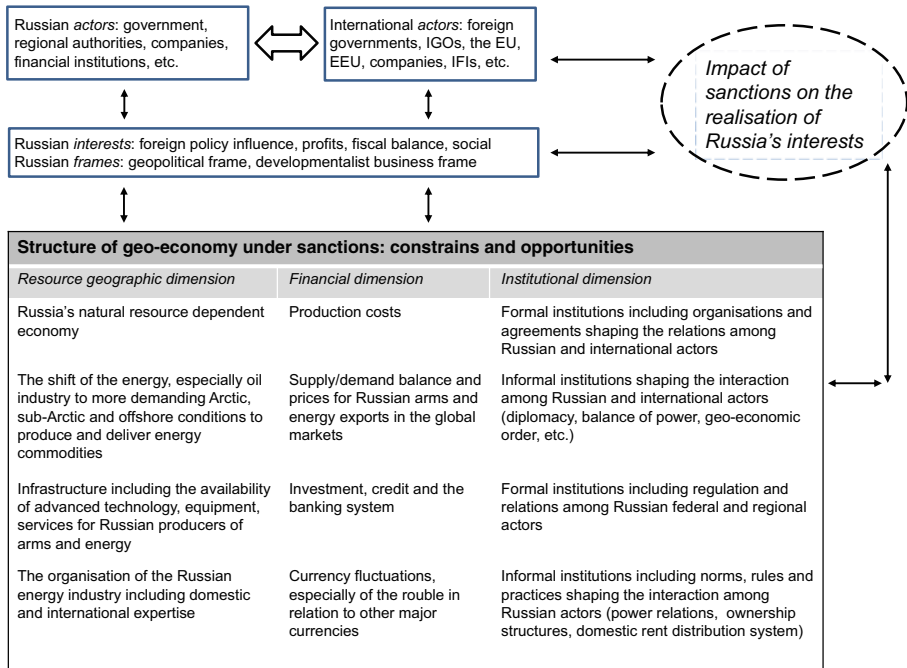 Russian actors: government,
regional authorities, companies,
financial institutions, etc.
International actors: foreign
governments, IGOs, the EU,
EEU, companies, IFIs, etc.
Impact of
sanctions on the
realisation of
Russia's interests
Russian interests: foreign policy influence, profits, fiscal balance, social
Russian frames: geopolitical frame, developmentalist business frame
Structure of geo-economy under sanctions: constrains and opportunities
Resource geographic dimension
Financial dimension
Institutional dimension
Russia's natural resource dependent
economy
Production costs
Formal institutions including organisations and
agreements shaping the relations among
Russian and international actors
The shift of the energy, especially oil
industry to more demanding Arctic,
sub-Arctic and offshore conditions to
produce and deliver energy
commodities
Supply/demand balance and
prices for Russian arms and
energy exports in the global
markets
Informal institutions shaping the interaction
among Russian and international actors
(diplomacy, balance of power, geo-economic
order, etc.)
Infrastructure including the availability
of advanced technology, equipment,
services for Russian producers of
arms and energy
Investment, credit and the
banking system
Formal institutions including regulation and
relations among Russian federal and regional
actors
The organisation of the Russian
energy industry including domestic
and international expertise
Currency fluctuations,
especially of the rouble in
relation to other major
currencies
Informal institutions including norms, rules and
practices shaping the interaction among
Russian actors (power relations, ownership
structures, domestic rent distribution system)